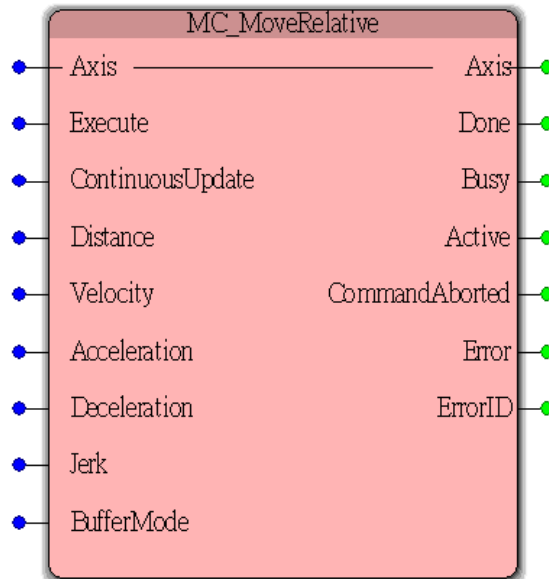 MC_MoveRelative
Axis Axis
Execute Done
ContinuousUpdate Busy
Distance Active
Velocity CommandAborted
Acceleration Error
Deceleration ErrorID
Jerk
BufferMode